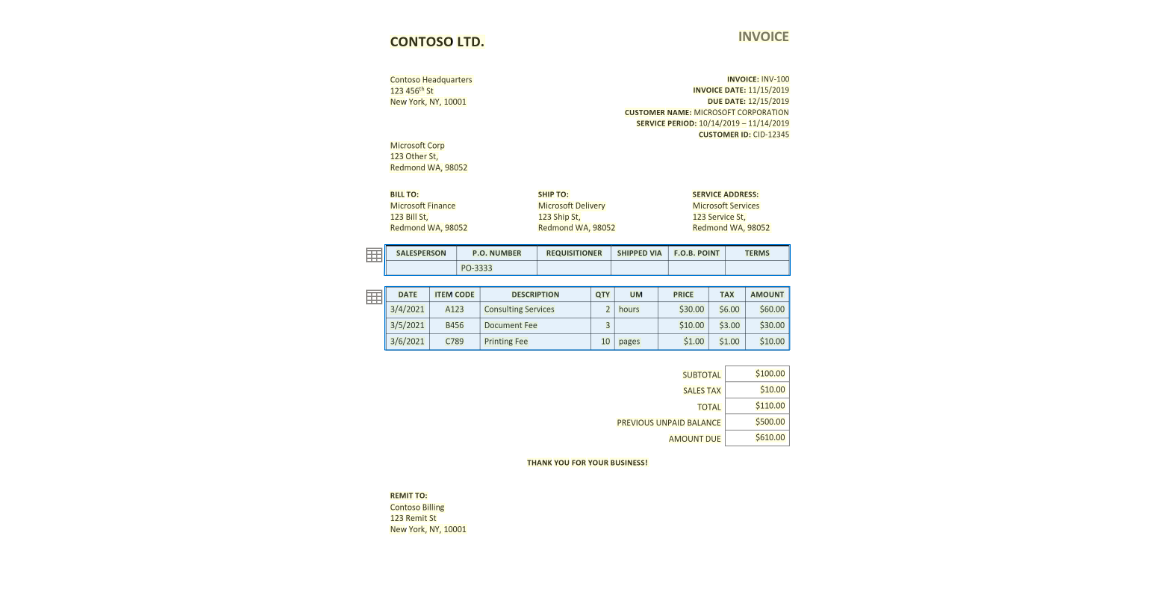 CONTOSO LTD.
INVOICE
Contoso Headquarters
123 456th St
New York, NY, 10001
INVOICE: INV-100
INVOICE DATE: 11/15/2019
DUE DATE: 12/15/2019
CUSTOMER NAME: MICROSOFT CORPORATION
SERVICE PERIOD: 10/14/2019 – 11/14/2019
CUSTOMER ID: CID-12345
Microsoft Corp
123 Other St,
Redmond WA, 98052
BILL TO:
Microsoft Finance
123 Bill St,
Redmond WA, 98052
SHIP TO:
Microsoft Delivery
123 Ship St,
Redmond WA, 98052
SERVICE ADDRESS:
Microsoft Services
123 Service St,
Redmond WA, 98052
SALESPERSON P.O. NUMBER REQUISITIONER SHIPPED VIA F.O.B. POINT TERMS
PO-3333
DATE ITEM CODE DESCRIPTION QTY UM PRICE TAX AMOUNT
3/4/2021 A123 Consulting Services 2 hours $30.00 $6.00 $60.00
3/5/2021 B456 Document Fee 3 $10.00 $3.00 $30.00
3/6/2021 C789 Printing Fee 10 pages $1.00 $1.00 $10.00
SUBTOTAL $100.00
SALES TAX $10.00
TOTAL $110.00
PREVIOUS UNPAID BALANCE $500.00
AMOUNT DUE $610.00
THANK YOU FOR YOUR BUSINESS!
REMIT TO:
Contoso Billing
123 Remit St
New York, NY, 10001